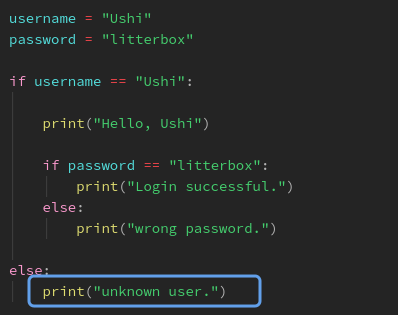 username = "Ushi"
password = "litterbox"
if username == "Ushi":
print("Hello, Ushi")
if password == "litterbox":
print("Login successful.")
else:
print("wrong password.")
else:
print("unknown user.")